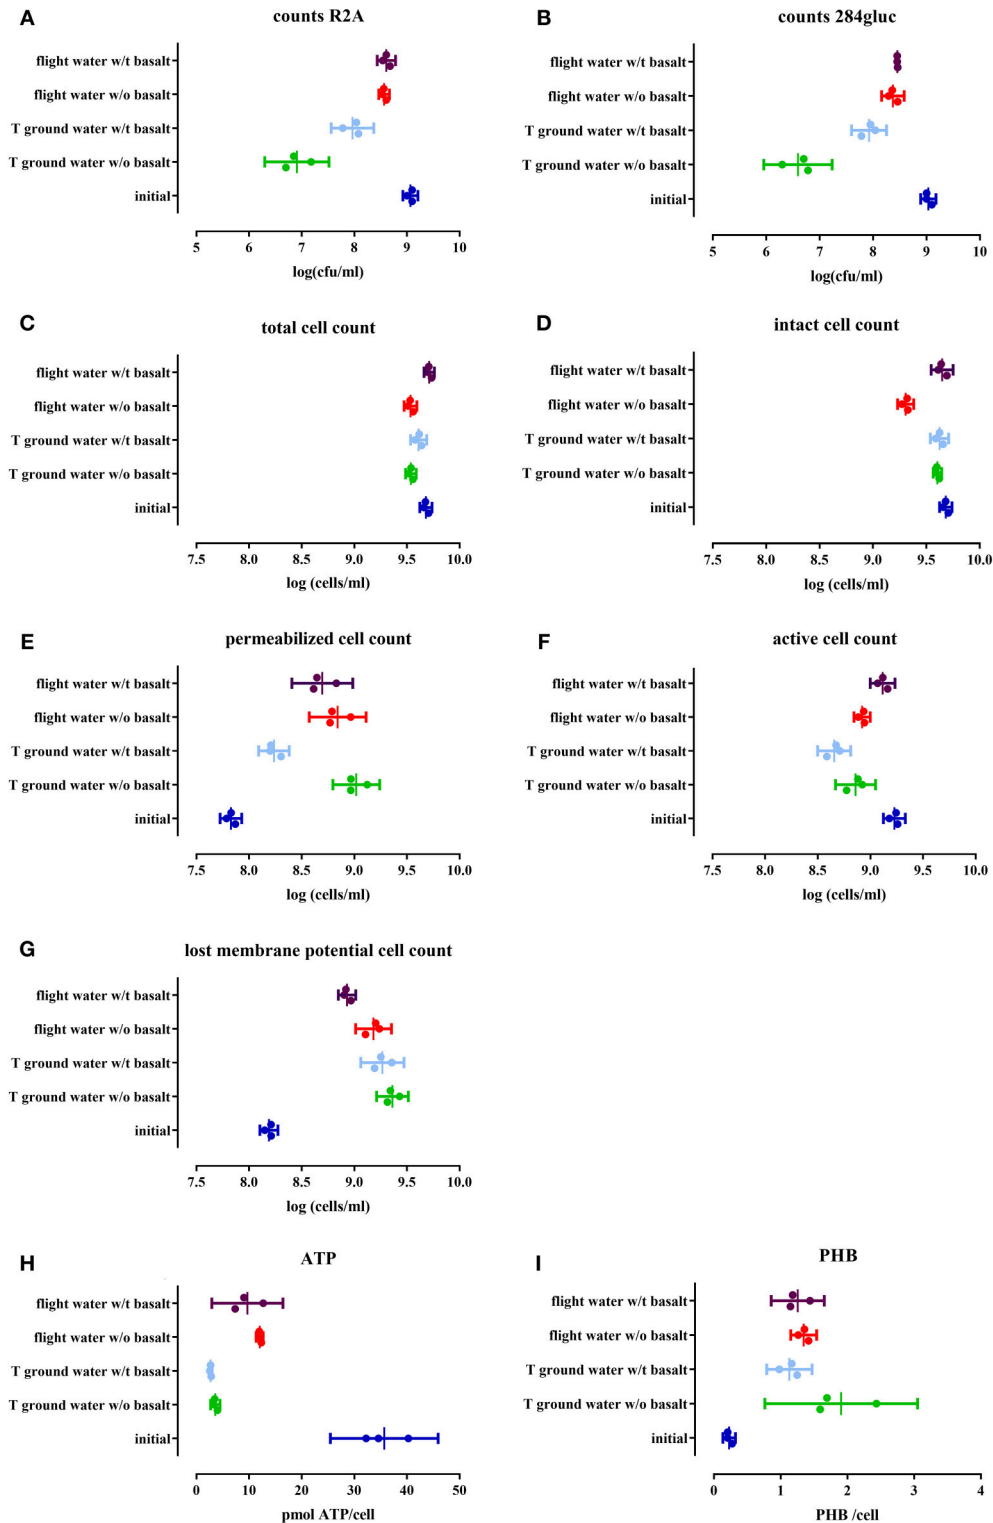 A
counts R2A
flight water w/t basalt
flight water w/o basalt
T ground water w/t basalt
T ground water w/o basalt
initial
5 6 7 8 9 10
log(cfu/ml)
B
counts 284gluc
flight water w/t basalt
flight water w/o basalt
T ground water w/t basalt
T ground water w/o basalt
initial
5 6 7 8 9 10
log(cfu/ml)
C
total cell count
flight water w/t basalt
flight water w/o basalt
T ground water w/t basalt
T ground water w/o basalt
initial
7.5 8.0 8.5 9.0 9.5 10.0
log (cells/ml)
D
intact cell count
flight water w/t basalt
flight water w/o basalt
T ground water w/t basalt
T ground water w/o basalt
initial
7.5 8.0 8.5 9.0 9.5 10.0
log (cells/ml)
E
permeabilized cell count
flight water w/t basalt
flight water w/o basalt
T ground water w/t basalt
T ground water w/o basalt
initial
7.5 8.0 8.5 9.0 9.5 10.0
log (cells/ml)
F
active cell count
flight water w/t basalt
flight water w/o basalt
T ground water w/t basalt
T ground water w/o basalt
initial
7.5 8.0 8.5 9.0 9.5 10.0
log (cells/ml)
G
lost membrane potential cell count
flight water w/t basalt
flight water w/o basalt
T ground water w/t basalt
T ground water w/o basalt
initial
7.5 8.0 8.5 9.0 9.5 10.0
log (cells/ml)
H
ATP
flight water w/t basalt
flight water w/o basalt
T ground water w/t basalt
T ground water w/o basalt
initial
0 10 20 30 40 50
pmol ATP/cell
I
PHB
flight water w/t basalt
flight water w/o basalt
T ground water w/t basalt
T ground water w/o basalt
initial
0 1 2 3 4
PHB /cell